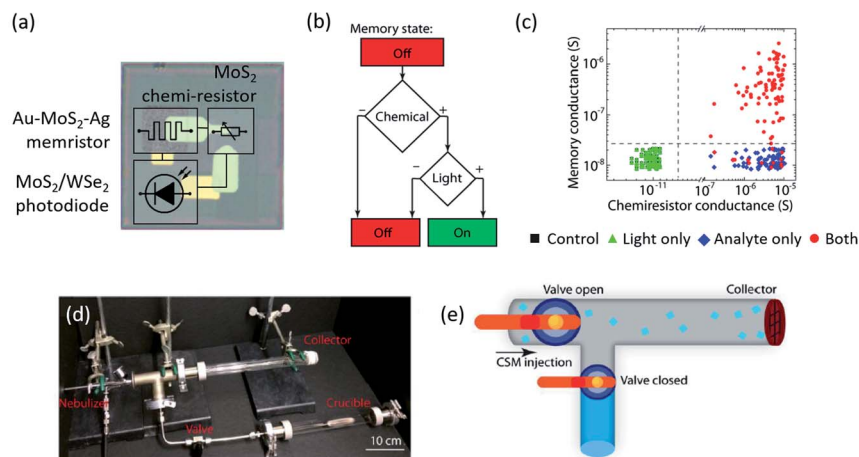 (a)
MoS₂
chemi-resistor
Au-MoS₂-Ag
memristor
MoS₂/WSe₂
photodiode
(b)
Memory state:
Off
Chemical
−
+
Light
−
+
Off
On
(c)
Memory conductance (S)
10⁻⁶
10⁻⁷
10⁻⁸
10⁻¹¹
10⁻⁷
10⁻⁶
10⁻⁵
Chemiresistor conductance (S)
Control
Light only
Analyte only
Both
(d)
Collector
Nebulizer
Crucible
Valve
10 cm
(e)
Valve open
Collector
CSM injection
Valve closed